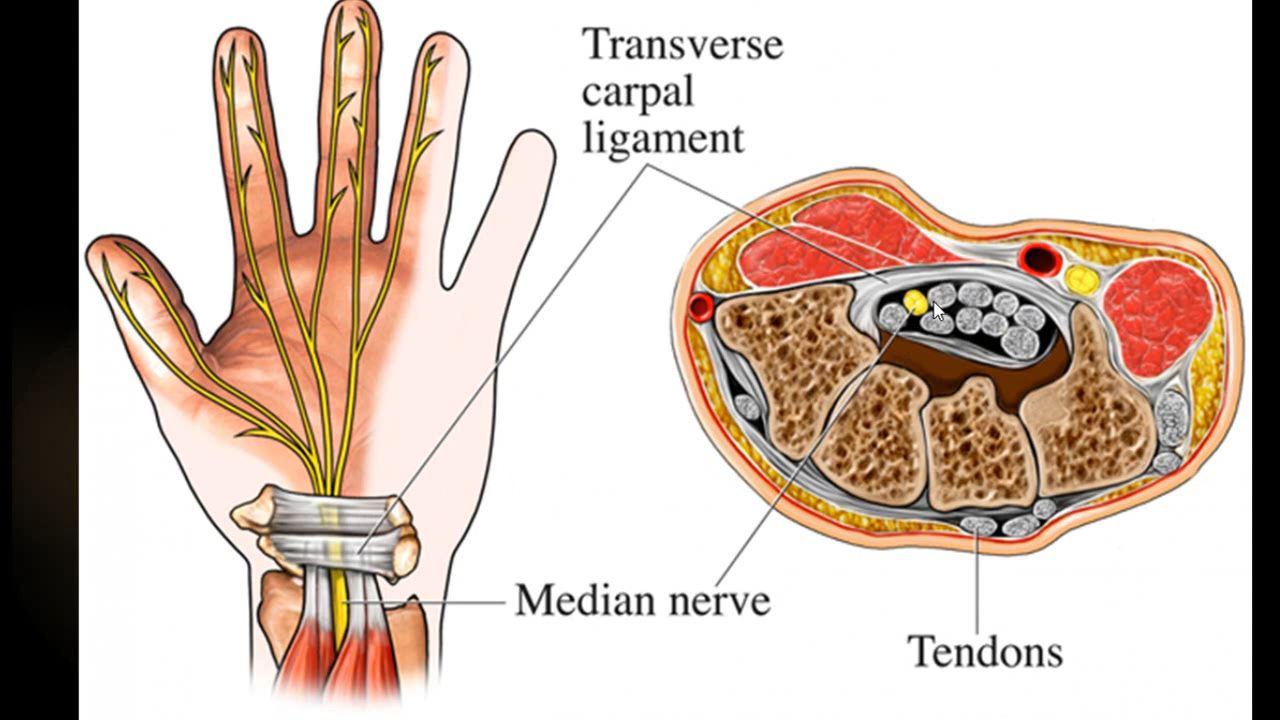 Transverse
carpal
ligament
Median nerve
Tendons